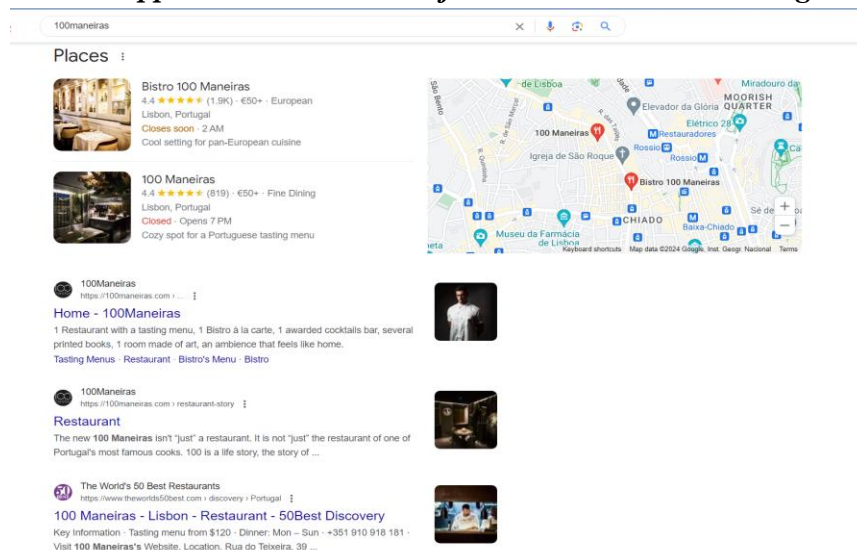 100maneiras
Places
Bistro 100 Maneiras
4.4 (1.9K) · €50+ · European
Lisbon, Portugal
Closes soon · 2 AM
Cool setting for pan-European cuisine
100 Maneiras
4.4 (819) · €50+ · Fine Dining
Lisbon, Portugal
Closed · Opens 7 PM
Cozy spot for a Portuguese tasting menu
de Lisboa
Miradouro da
São Bento
R. de São Marçal
R. das Taipas
Elevador da Glória
MOORISH
QUARTER
Elétrico 28
100 Maneiras
Restauradores
Rossio
Rossio
Igreja de São Roque
Bistro 100 Maneiras
CHIADO
Sé de
Baixa-Chiado
Museu da Farmácia
de Lisboa
Keyboard shortcuts Map data ©2024 Google, Inst. Geogr. Nacional Terms
100Maneiras
https://100maneiras.com › ...
Home - 100Maneiras
1 Restaurant with a tasting menu, 1 Bistro à la carte, 1 awarded cocktails bar, several
printed books, 1 room made of art, an ambience that feels like home.
Tasting Menus · Restaurant · Bistro's Menu · Bistro
100Maneiras
https://100maneiras.com › restaurant-story
Restaurant
The new 100 Maneiras isn't "just" a restaurant. It is not "just" the restaurant of one of
Portugal's most famous cooks. 100 is a life story, the story of ...
The World's 50 Best Restaurants
https://www.theworlds50best.com › discovery › Portugal
100 Maneiras - Lisbon - Restaurant - 50Best Discovery
Key Information · Tasting menu from $120 · Dinner: Mon – Sun · +351 910 918 181 ·
Visit 100 Maneiras's Website. Location. Rua do Teixeira, 39 ...